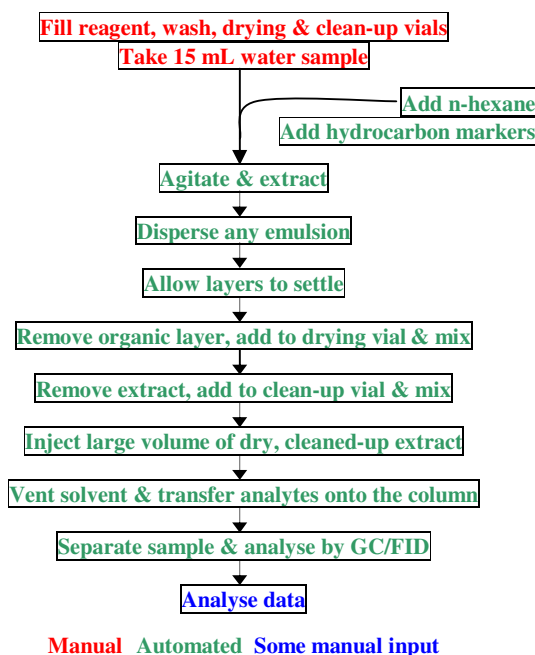 Fill reagent, wash, drying & clean-up vials
Take 15 mL water sample
Add n-hexane
Add hydrocarbon markers
Agitate & extract
Disperse any emulsion
Allow layers to settle
Remove organic layer, add to drying vial & mix
Remove extract, add to clean-up vial & mix
Inject large volume of dry, cleaned-up extract
Vent solvent & transfer analytes onto the column
Separate sample & analyse by GC/FID
Analyse data
Manual Automated Some manual input